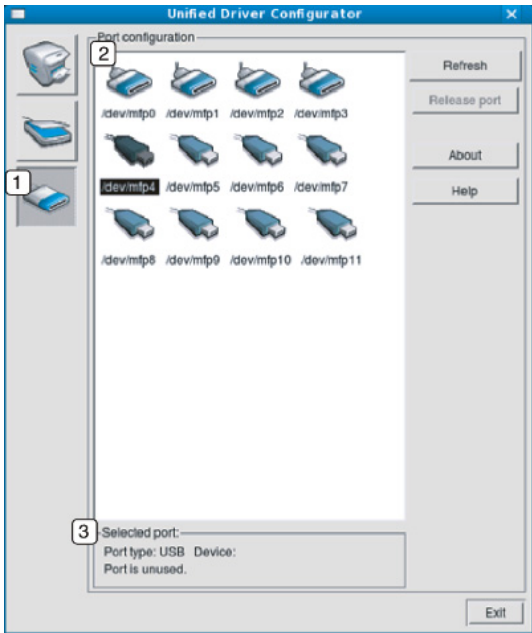 Unified Driver Configurator
Port configuration
2
Refresh
/dev/mfp0 /dev/mfp1 /dev/mfp2 /dev/mfp3
Release port
About
1
/dev/mfp4 /dev/mfp5 /dev/mfp6 /dev/mfp7
Help
/dev/mfp8 /dev/mfp9 /dev/mfp10 /dev/mfp11
3
Selected port:
Port type: USB Device:
Port is unused.
Exit